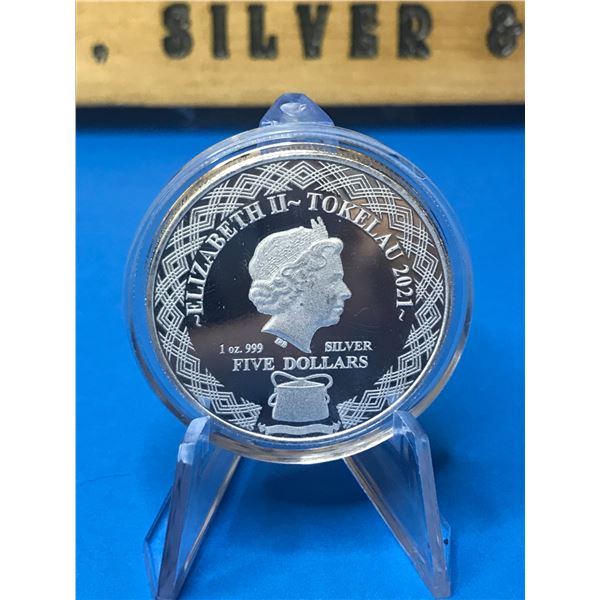 . SILVER &
~ELIZABETH II~ TOKELAU 2021~
1 oz. 999 SILVER
FIVE DOLLARS